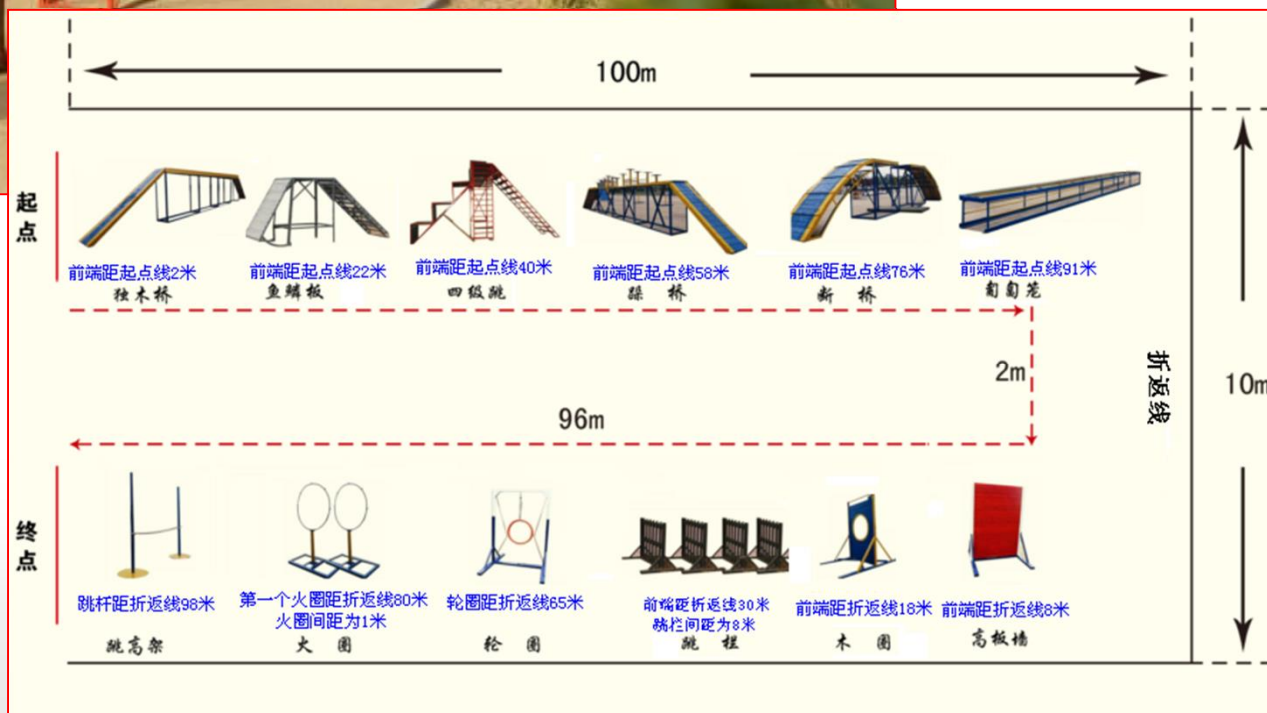 100m
起点
前端距起点线2米
独木桥
前端距起点线22米
鱼鳞板
前端距起点线40米
四级跳
前端距起点线58米
踩 桥
前端距起点线76米
断 桥
前端距起点线91米
匍匐笼
2m
折返线
10m
96m
终点
跳杆距折返线98米
跳高架
第一个火圈距折返线80米
火圈间距为1米
火 圈
轮圈距折返线65米
轮 圈
前端距折返线30米
跳栏间距为8米
跳 栏
前端距折返线18米
木 圈
前端距折返线8米
高板墙